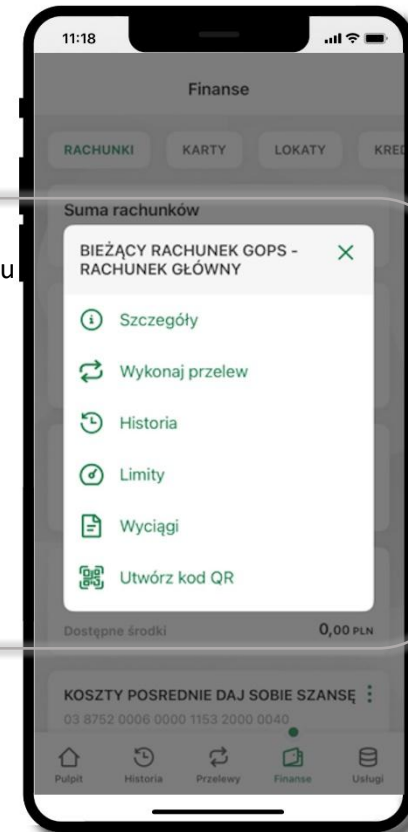 11:18
Finanse
RACHUNKI KARTY LOKATY KRED
Suma rachunków
u
BIEŻĄCY RACHUNEK GOPS -
RACHUNEK GŁÓWNY
Szczegóły
Wykonaj przelew
Historia
Limity
Wyciągi
Utwórz kod QR
Dostępne środki 0,00 PLN
KOSZTY POSREDNIE DAJ SOBIE SZANSĘ
03 8752 0006 0000 1153 2000 0040
Pulpit Historia Przelewy Finanse Usługi